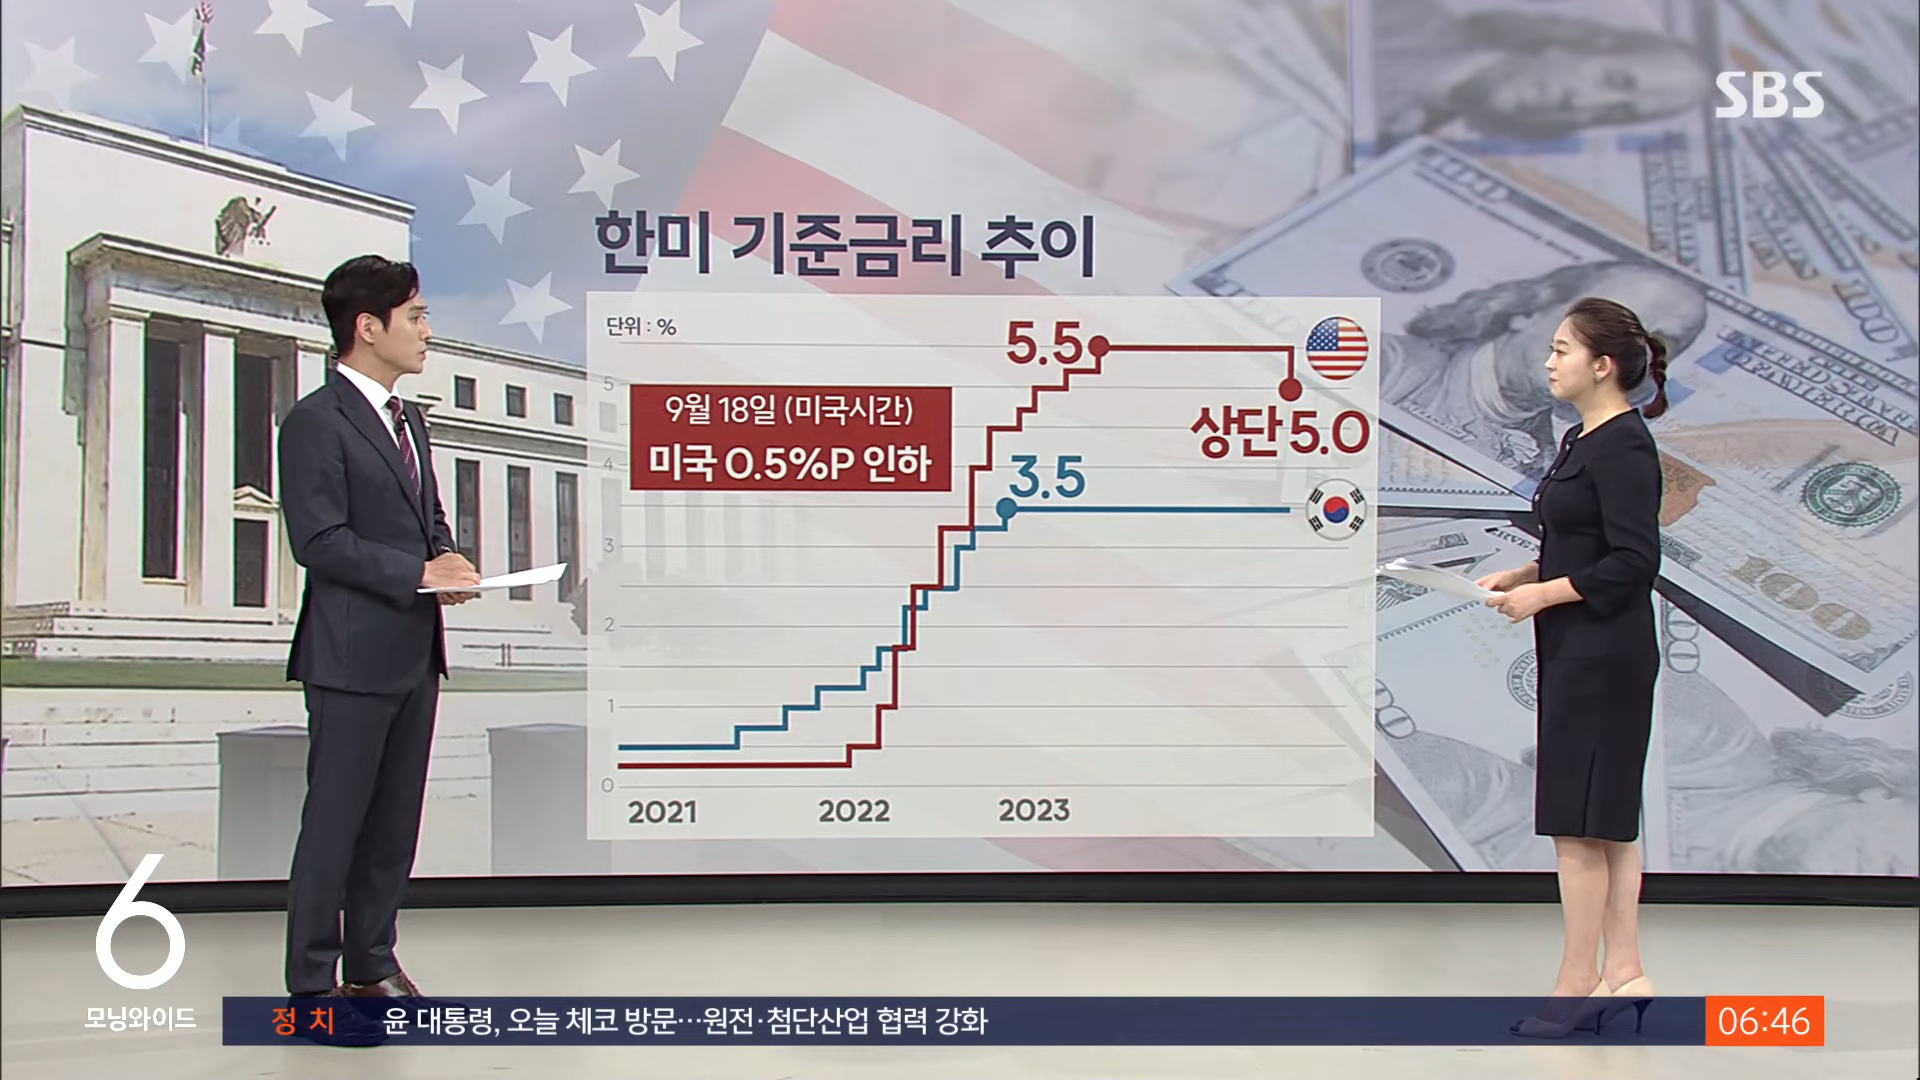 SBS
한미 기준금리 추이
단위 : %
5.5
5
9월 18일 (미국시간)
미국 0.5%P 인하
상단 5.0
4
3.5
3
2
1
0
2021
2022
2023
100
100
6
모닝와이드
정 치
윤 대통령, 오늘 체코 방문…원전·첨단산업 협력 강화
06:46